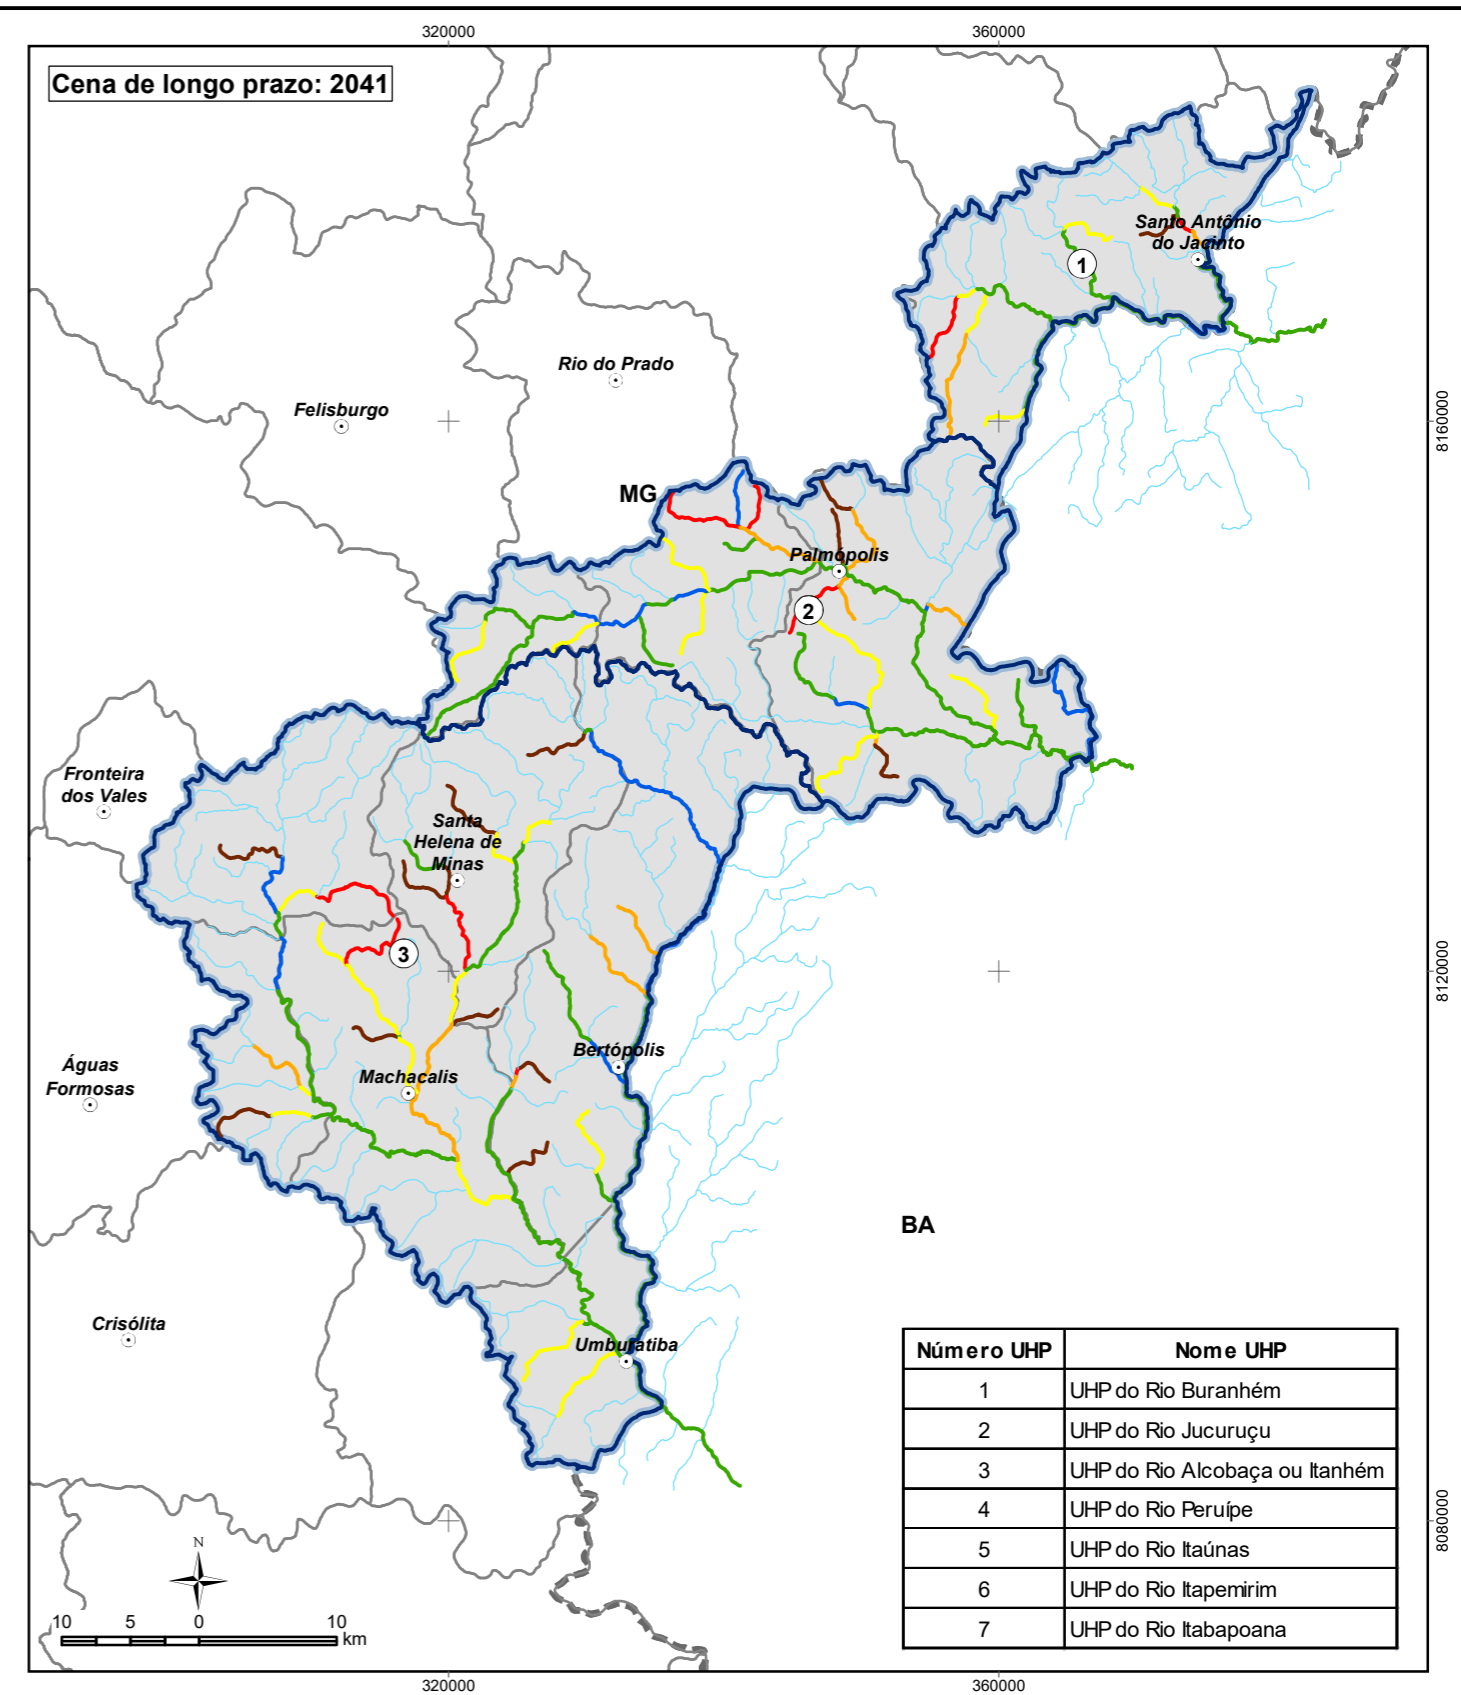 320000
360000
Cena de longo prazo: 2041
Santo Antônio
do Jacinto
1
Rio do Prado
Felisburgo
8160000
MG
Palmópolis
2
Fronteira
dos Vales
Santa
Helena de
Minas
3
8120000
Bertópolis
Águas
Formosas
Machacalis
BA
Crisólita
Umburatiba
Número UHP Nome UHP
1 UHP do Rio Buranhém
2 UHP do Rio Jucuruçu
3 UHP do Rio Alcobaça ou Itanhém
4 UHP do Rio Peruípe
5 UHP do Rio Itaúnas
6 UHP do Rio Itapemirim
7 UHP do Rio Itabapoana
8080000
N
10 5 0 10
km
320000
360000